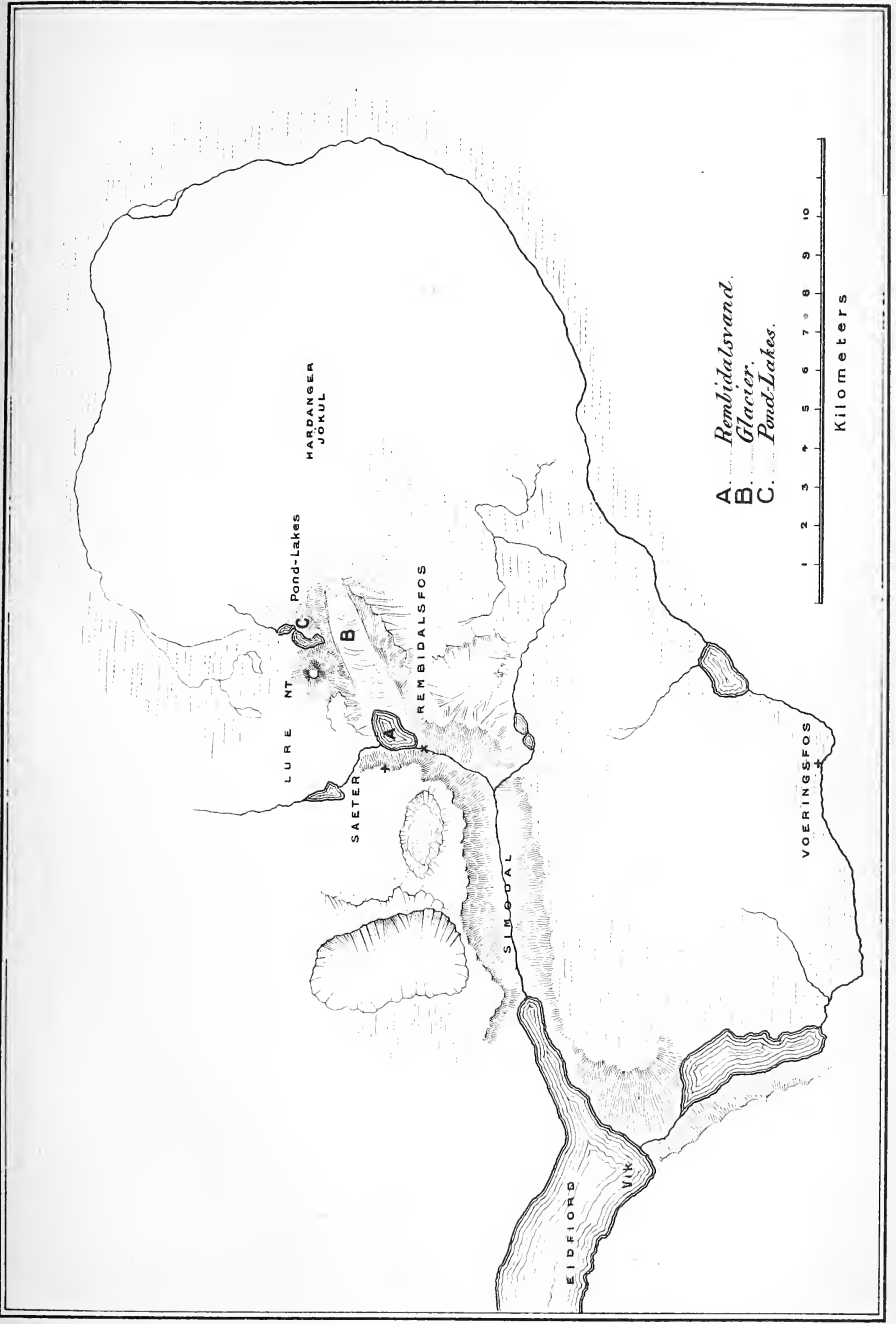 HARDANGER
JÖKUL
Pond-Lakes
C
B
REMBIDALSFOS
LURE NT
A
SAETER
SIMODAL
VOERINGSFOS
EIDFIORD
Vik
A. Rembidalsvand.
B. Glacier.
C. Pond-Lakes.
1 2 3 4 5 6 7 8 9 10
Kilometers